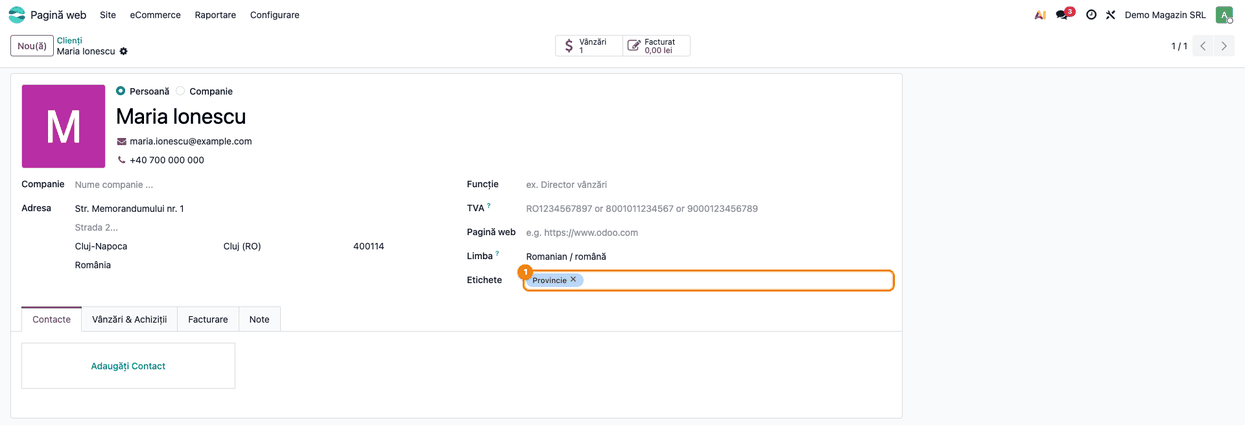 Pagină web Site eCommerce Raportare Configurare AI 3 Demo Magazin SRL A
Nou(ă) Clienți
Maria Ionescu
$ Vânzări 1
Facturat 0,00 lei
1 / 1
M
Persoană Companie
Maria Ionescu
maria.ionescu@example.com
+40 700 000 000
Companie Nume companie ...
Adresa Str. Memorandumului nr. 1
Strada 2...
Cluj-Napoca Cluj (RO) 400114
România
Funcție ex. Director vânzări
TVA ? RO1234567897 or 8001011234567 or 9000123456789
Pagină web e.g. https://www.odoo.com
Limba ? Romanian / română
Etichete 1 Provincie ×
Contacte Vânzări & Achiziții Facturare Note
Adaugăți Contact